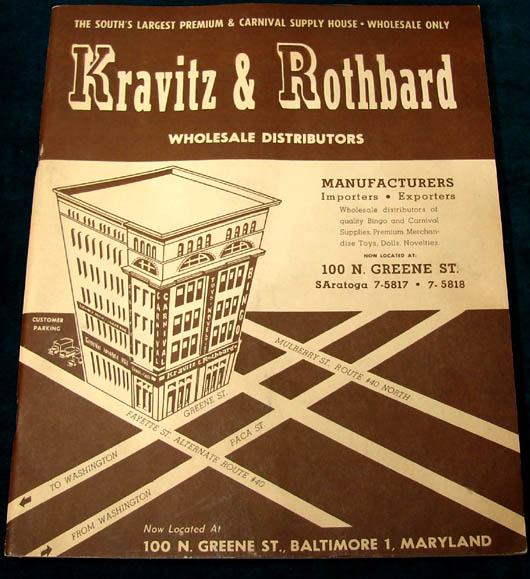 THE SOUTH'S LARGEST PREMIUM & CARNIVAL SUPPLY HOUSE • WHOLESALE ONLY
Kravitz & Rothbard
WHOLESALE DISTRIBUTORS
MANUFACTURERS
Importers • Exporters
Wholesale distributors of
quality Bingo and Carnival
Supplies, Premium Merchan-
dize Toys, Dolls, Novelties.
NOW LOCATED AT:
100 N. GREENE ST.
SAratoga 7-5817 • 7-5818
CUSTOMER
PARKING
CARNIVAL
CARNIVAL
BINGO
Kravitz & Rothbard
GREENE ST.
MULBERRY ST. ROUTE #40 NORTH
FAYETTE ST. ALTERNATE ROUTE #40
PACA ST
TO WASHINGTON
FROM WASHINGTON
Now Located At
100 N. GREENE ST., BALTIMORE 1, MARYLAND